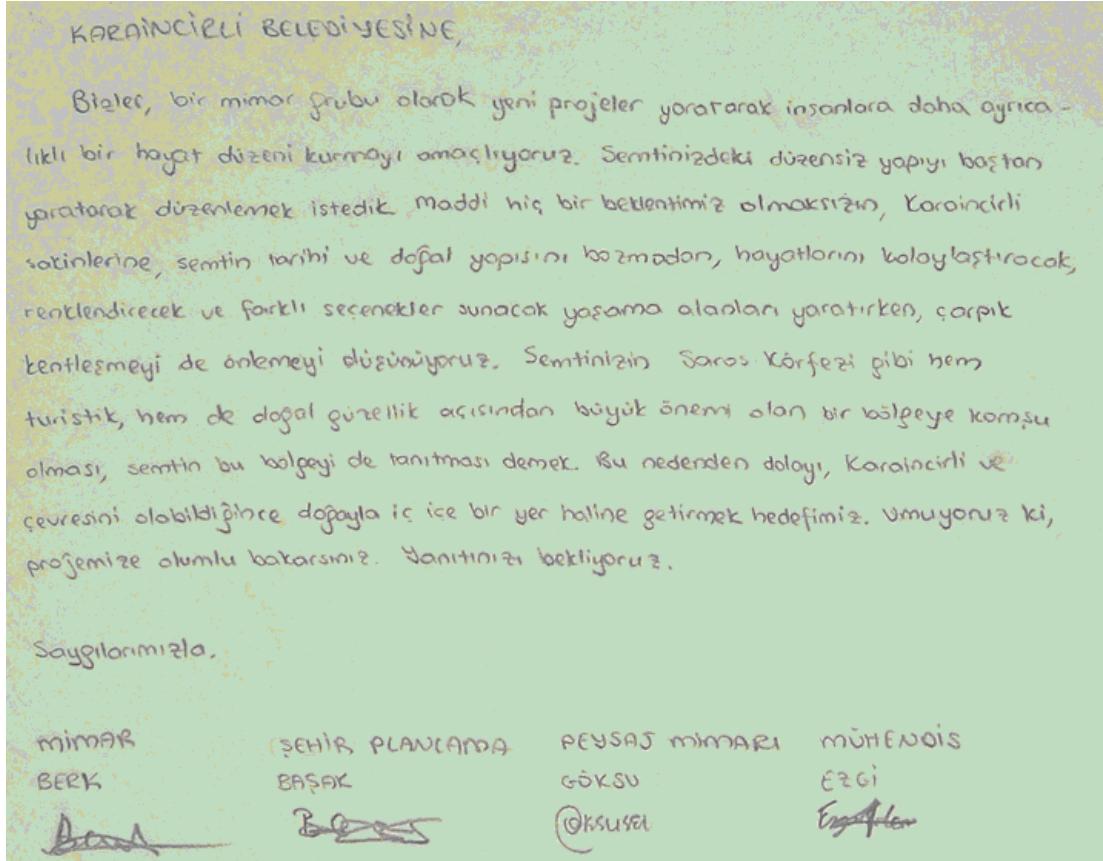 KARAİNCİRLİ BELEDİYESİNE,
Bizler, bir mimar grubu olarak yeni projeler yaratarak insanlara daha ayrıca-
lıklı bir hayat düzeni kurmayı amaçlıyoruz. Semtinizdeki düzensiz yapıyı baştan
yaratarak düzenlemek istedik maddi hiç bir beklentimiz olmaksızın, Karaincirli
sakinlerine, semtin tarihi ve doğal yapısını bozmadan, hayatlarını kolaylaştıracak,
renklendirecek ve farklı seçenekler sunacak yaşama alanları yaratırken, çarpık
kentleşmeyi de önlemeyi düşünüyoruz. Semtinizin Saros Körfezi gibi hem
turistik, hem de doğal güzellik açısından büyük önemi olan bir bölgeye komşu
olması, semtin bu bölgeyi de tanıtması demek. Bu nedenden dolayı, Karaincirli ve
çevresini olabildiğince doğayla iç içe bir yer haline getirmek hedefimiz. Umuyoruz ki,
projemize olumlu bakarsınız. Yanıtınızı bekliyoruz.
Saygılarımızla.
MİMAR ŞEHİR PLANLAMA PEYSAJ MİMARI MÜHENDİS
BERK BAŞAK GÖKSU EZGİ